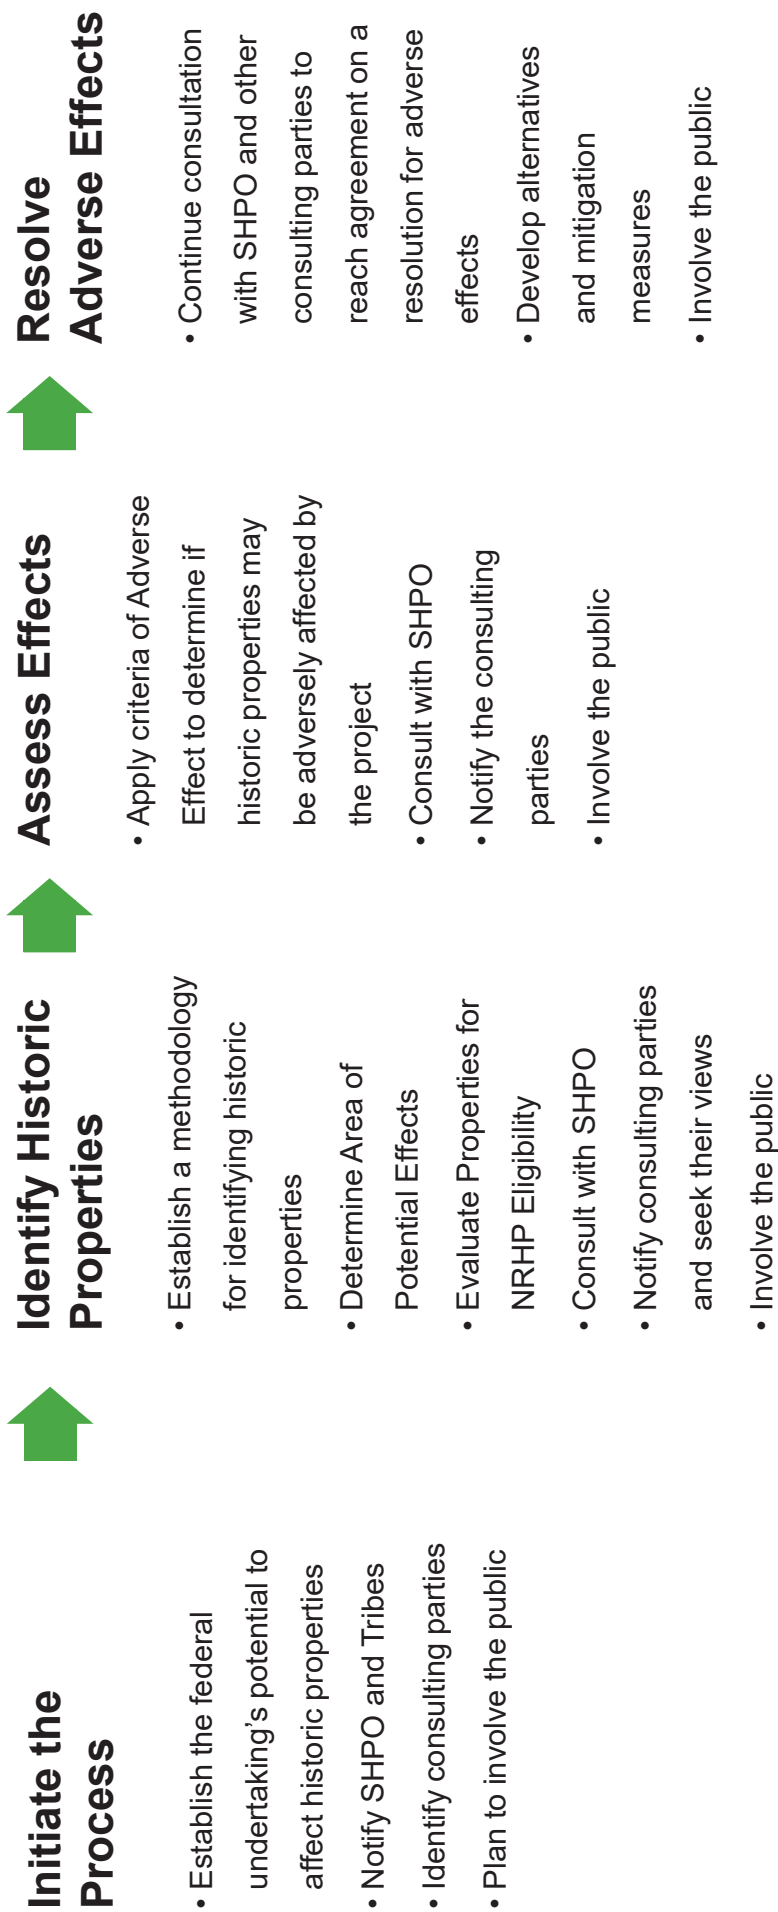 Initiate the
Process
• Establish the federal
undertaking’s potential to
affect historic properties
• Notify SHPO and Tribes
• Identify consulting parties
• Plan to involve the public
Identify Historic
Properties
• Establish a methodology
for identifying historic
properties
• Determine Area of
Potential Effects
• Evaluate Properties for
NRHP Eligibility
• Consult with SHPO
• Notify consulting parties
and seek their views
• Involve the public
Assess Effects
• Apply criteria of Adverse
Effect to determine if
historic properties may
be adversely affected by
the project
• Consult with SHPO
• Notify the consulting
parties
• Involve the public
Resolve
Adverse Effects
• Continue consultation
with SHPO and other
consulting parties to
reach agreement on a
resolution for adverse
effects
• Develop alternatives
and mitigation
measures
• Involve the public